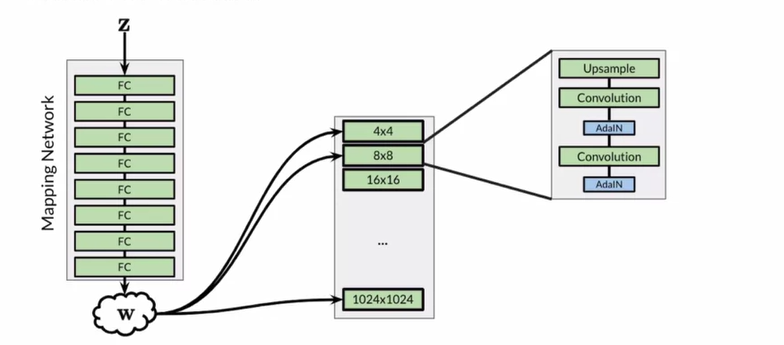 z
Mapping Network
FC
FC
FC
FC
FC
FC
FC
FC
w
4x4
8x8
16x16
...
1024x1024
Upsample
Convolution
AdaIN
Convolution
AdaIN